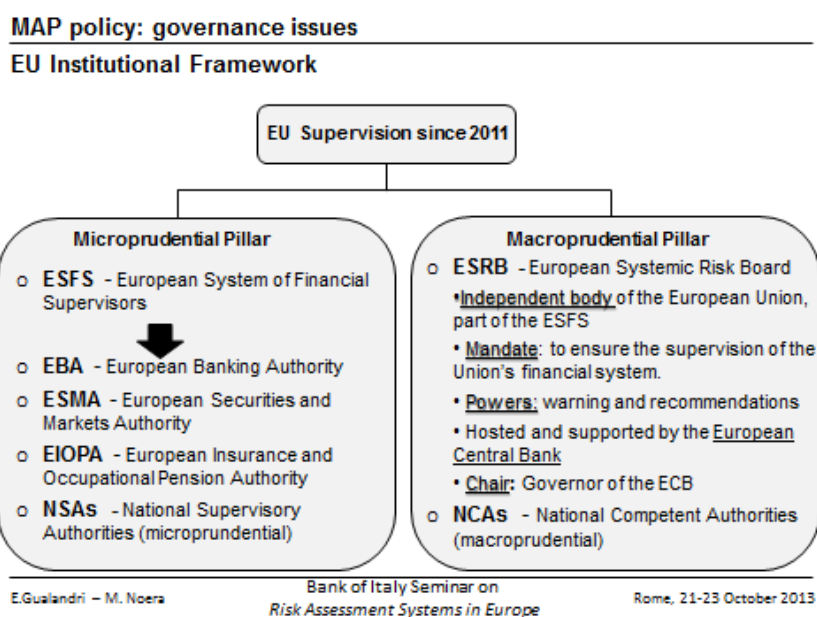 MAP policy: governance issues
EU Institutional Framework
EU Supervision since 2011
Microprudential Pillar
o ESFS - European System of Financial
Supervisors
o EBA - European Banking Authority
o ESMA - European Securities and
Markets Authority
o EIOPA - European Insurance and
Occupational Pension Authority
o NSAs - National Supervisory
Authorities (microprundential)
Macroprudential Pillar
o ESRB - European Systemic Risk Board
•Independent body of the European Union,
part of the ESFS
• Mandate: to ensure the supervision of the
Union's financial system.
• Powers: warning and recommendations
• Hosted and supported by the European
Central Bank
• Chair: Governor of the ECB
o NCAs - National Competent Authorities
(macroprudential)
E.Gualandri – M. Noera
Bank of Italy Seminar on
Risk Assessment Systems in Europe
Rome, 21-23 October 2013